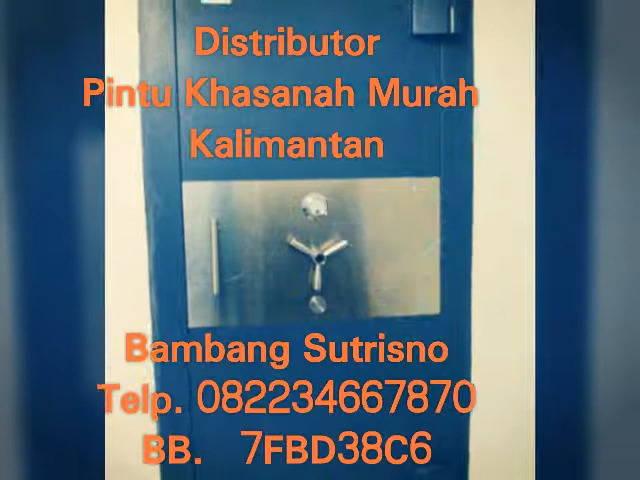 Distributor
Pintu Khasanah Murah
Kalimantan
Bambang Sutrisno
Telp. 082234667870
BB. 7FBD38C6